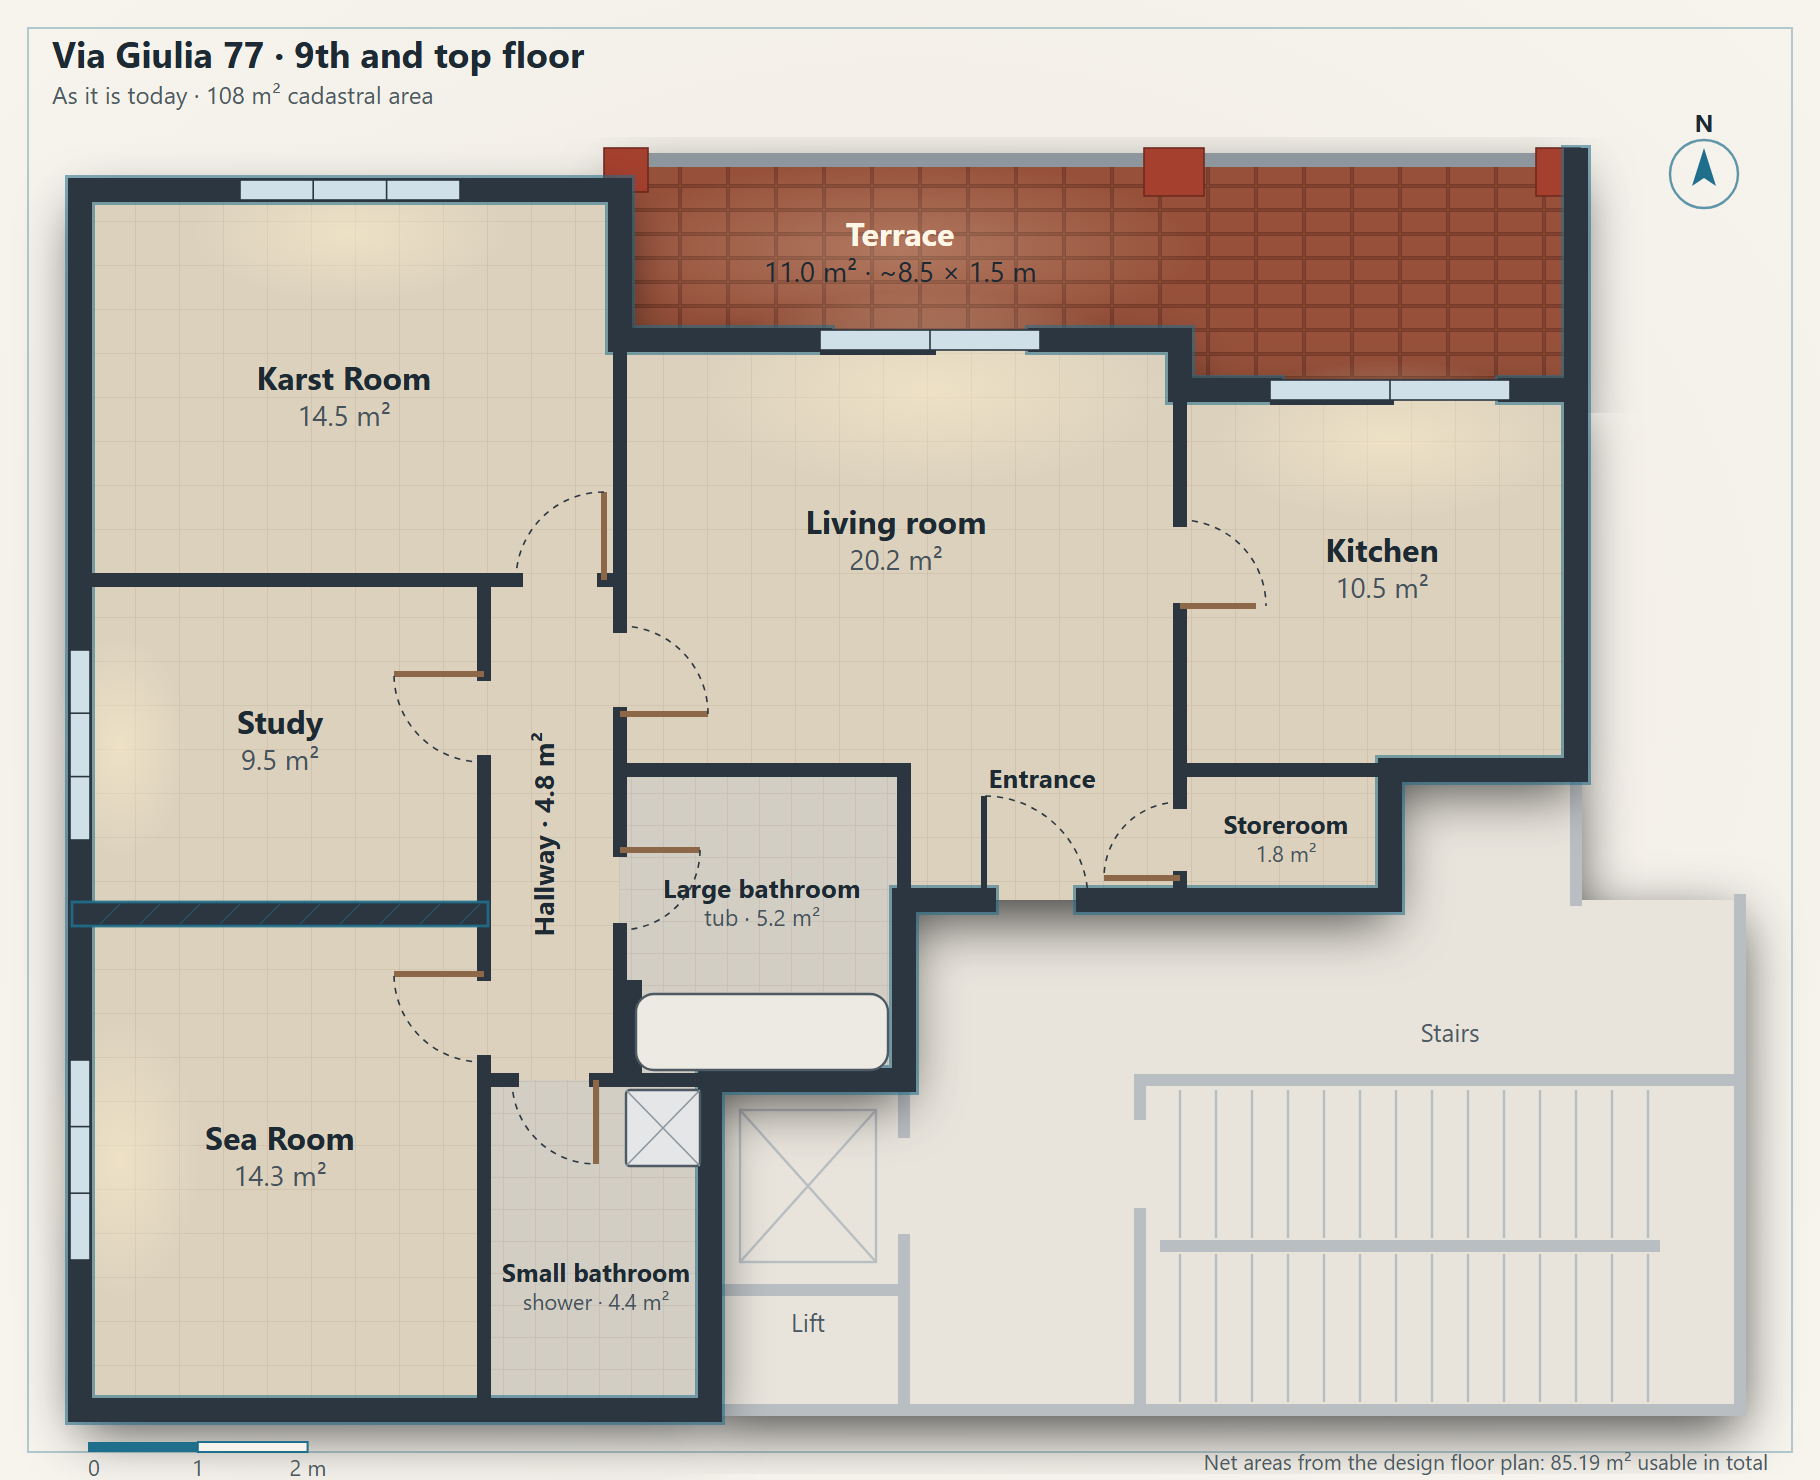 Via Giulia 77 · 9th and top floor
As it is today · 108 m² cadastral area
N
Terrace
11.0 m² · ~8.5 × 1.5 m
Karst Room
14.5 m²
Living room
20.2 m²
Kitchen
10.5 m²
Study
9.5 m²
Hallway · 4.8 m²
Entrance
Storeroom
1.8 m²
Large bathroom
tub · 5.2 m²
Stairs
Sea Room
14.3 m²
Small bathroom
shower · 4.4 m²
Lift
0 1 2 m
Net areas from the design floor plan: 85.19 m² usable in total